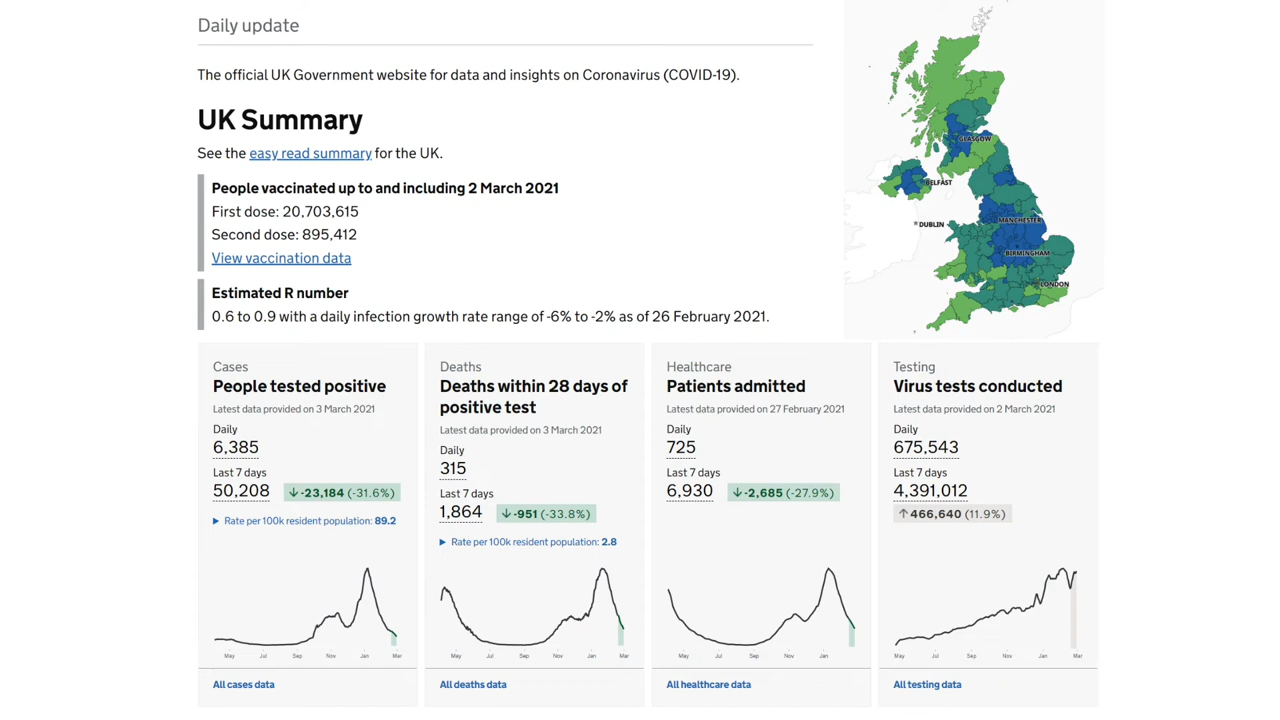 Daily update
The official UK Government website for data and insights on Coronavirus (COVID-19).
UK Summary
See the easy read summary for the UK.
People vaccinated up to and including 2 March 2021
First dose: 20,703,615
Second dose: 895,412
View vaccination data
Estimated R number
0.6 to 0.9 with a daily infection growth rate range of -6% to -2% as of 26 February 2021.
GLASGOW
BELFAST
DUBLIN
MANCHESTER
BIRMINGHAM
LONDON
Cases
People tested positive
Latest data provided on 3 March 2021
Daily
6,385
Last 7 days
50,208 ↓-23,184 (-31.6%)
▶ Rate per 100k resident population: 89.2
May Jul Sep Nov Jan Mar
All cases data
Deaths
Deaths within 28 days of
positive test
Latest data provided on 3 March 2021
Daily
315
Last 7 days
1,864 ↓-951 (-33.8%)
▶ Rate per 100k resident population: 2.8
May Jul Sep Nov Jan Mar
All deaths data
Healthcare
Patients admitted
Latest data provided on 27 February 2021
Daily
725
Last 7 days
6,930 ↓-2,685 (-27.9%)
May Jul Sep Nov Jan
All healthcare data
Testing
Virus tests conducted
Latest data provided on 2 March 2021
Daily
675,543
Last 7 days
4,391,012
↑466,640 (11.9%)
May Jul Sep Nov Jan Mar
All testing data